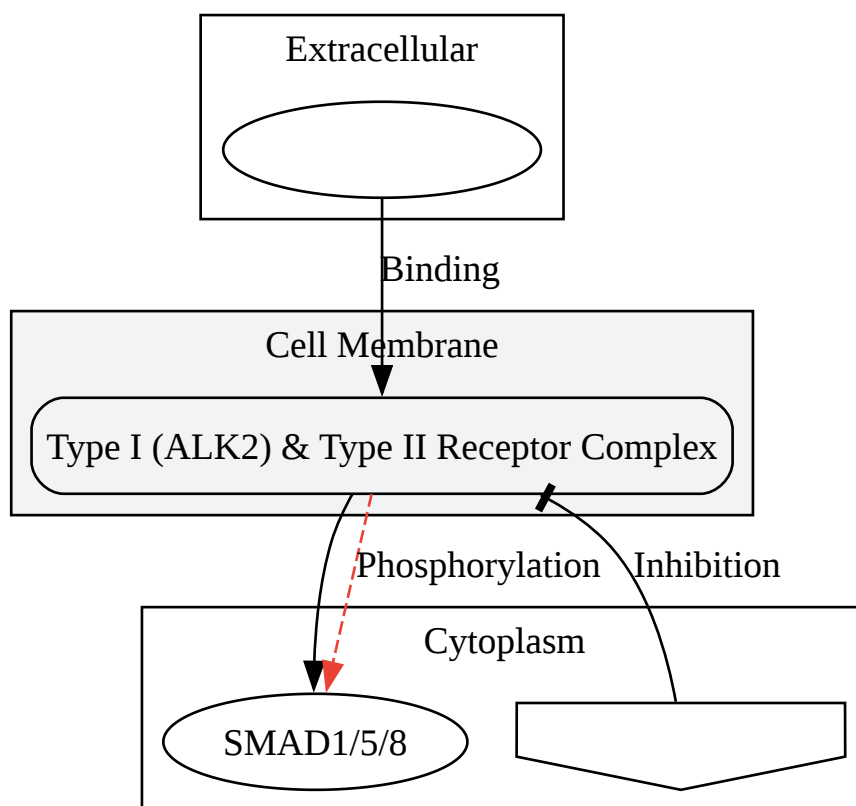 Extracellular
Binding
Cell Membrane
Type I (ALK2) & Type II Receptor Complex
Phosphorylation
Inhibition
Cytoplasm
SMAD1/5/8